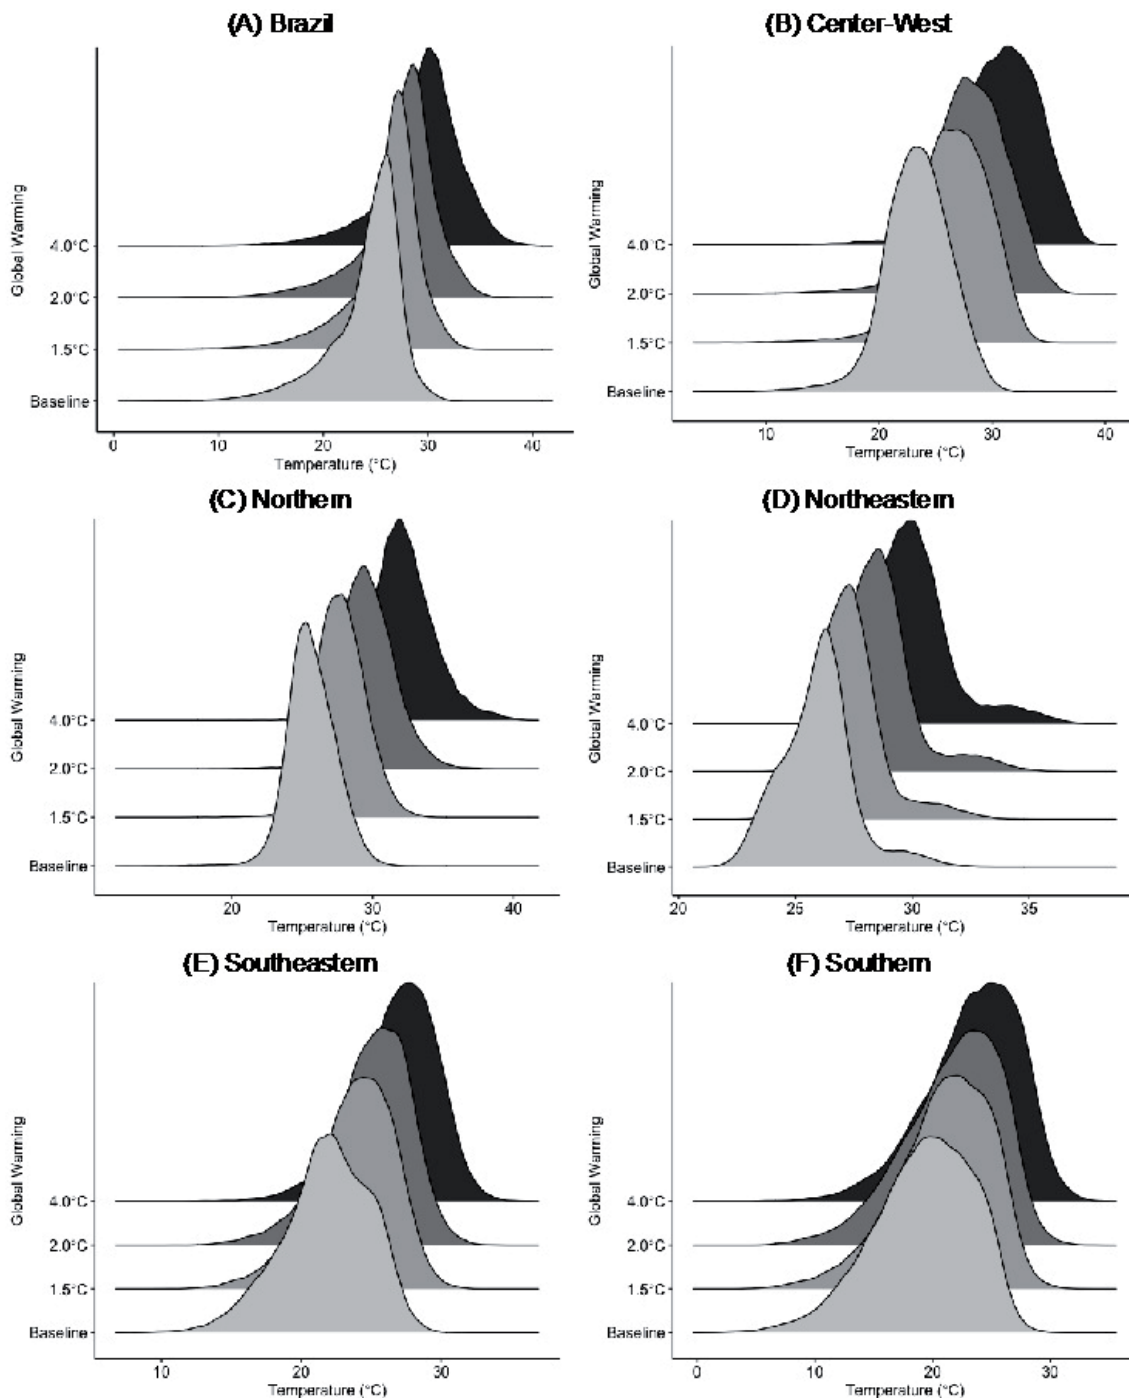 (A) Brazil
Global Warming
4.0°C
2.0°C
1.5°C
Baseline
0 10 20 30 40
Temperature (°C)
(B) Center-West
Global Warming
4.0°C
2.0°C
1.5°C
Baseline
10 20 30 40
Temperature (°C)
(C) Northern
Global Warming
4.0°C
2.0°C
1.5°C
Baseline
20 30 40
Temperature (°C)
(D) Northeastern
Global Warming
4.0°C
2.0°C
1.5°C
Baseline
20 25 30 35
Temperature (°C)
(E) Southeastern
Global Warming
4.0°C
2.0°C
1.5°C
Baseline
10 20 30
Temperature (°C)
(F) Southern
Global Warming
4.0°C
2.0°C
1.5°C
Baseline
0 10 20 30
Temperature (°C)